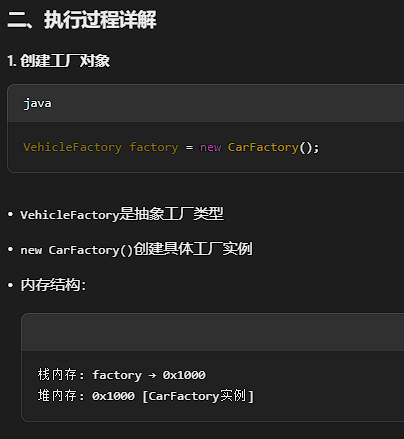 二、执行过程详解
1. 创建工厂对象
java
VehicleFactory factory = new CarFactory();
• VehicleFactory是抽象工厂类型
• new CarFactory()创建具体工厂实例
• 内存结构：
栈内存: factory → 0x1000
堆内存: 0x1000 [CarFactory实例]